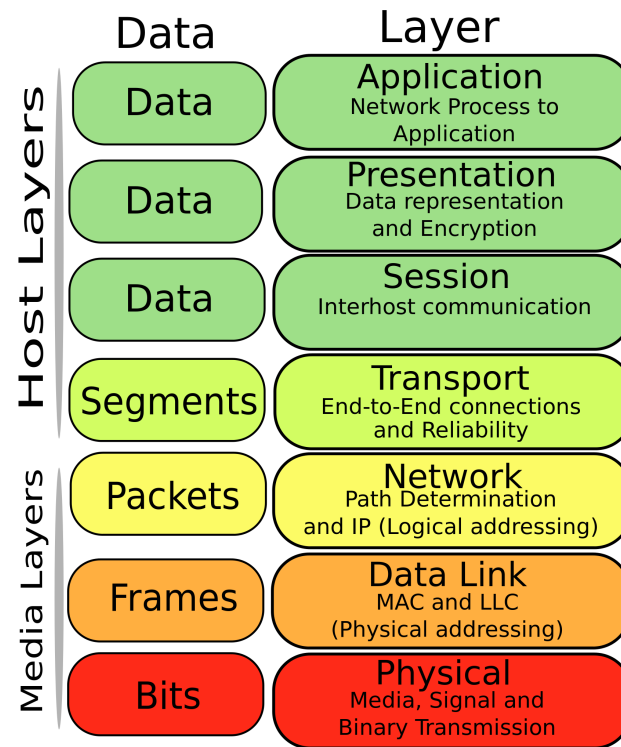 Data
Layer
Host Layers
Data
Application
Network Process to
Application
Data
Presentation
Data representation
and Encryption
Data
Session
Interhost communication
Segments
Transport
End-to-End connections
and Reliability
Media Layers
Packets
Network
Path Determination
and IP (Logical addressing)
Frames
Data Link
MAC and LLC
(Physical addressing)
Bits
Physical
Media, Signal and
Binary Transmission